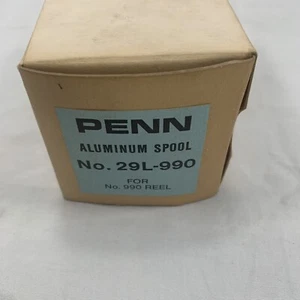 PENN
ALUMINUM SPOOL
No. 29L-990
FOR
No. 990 REEL